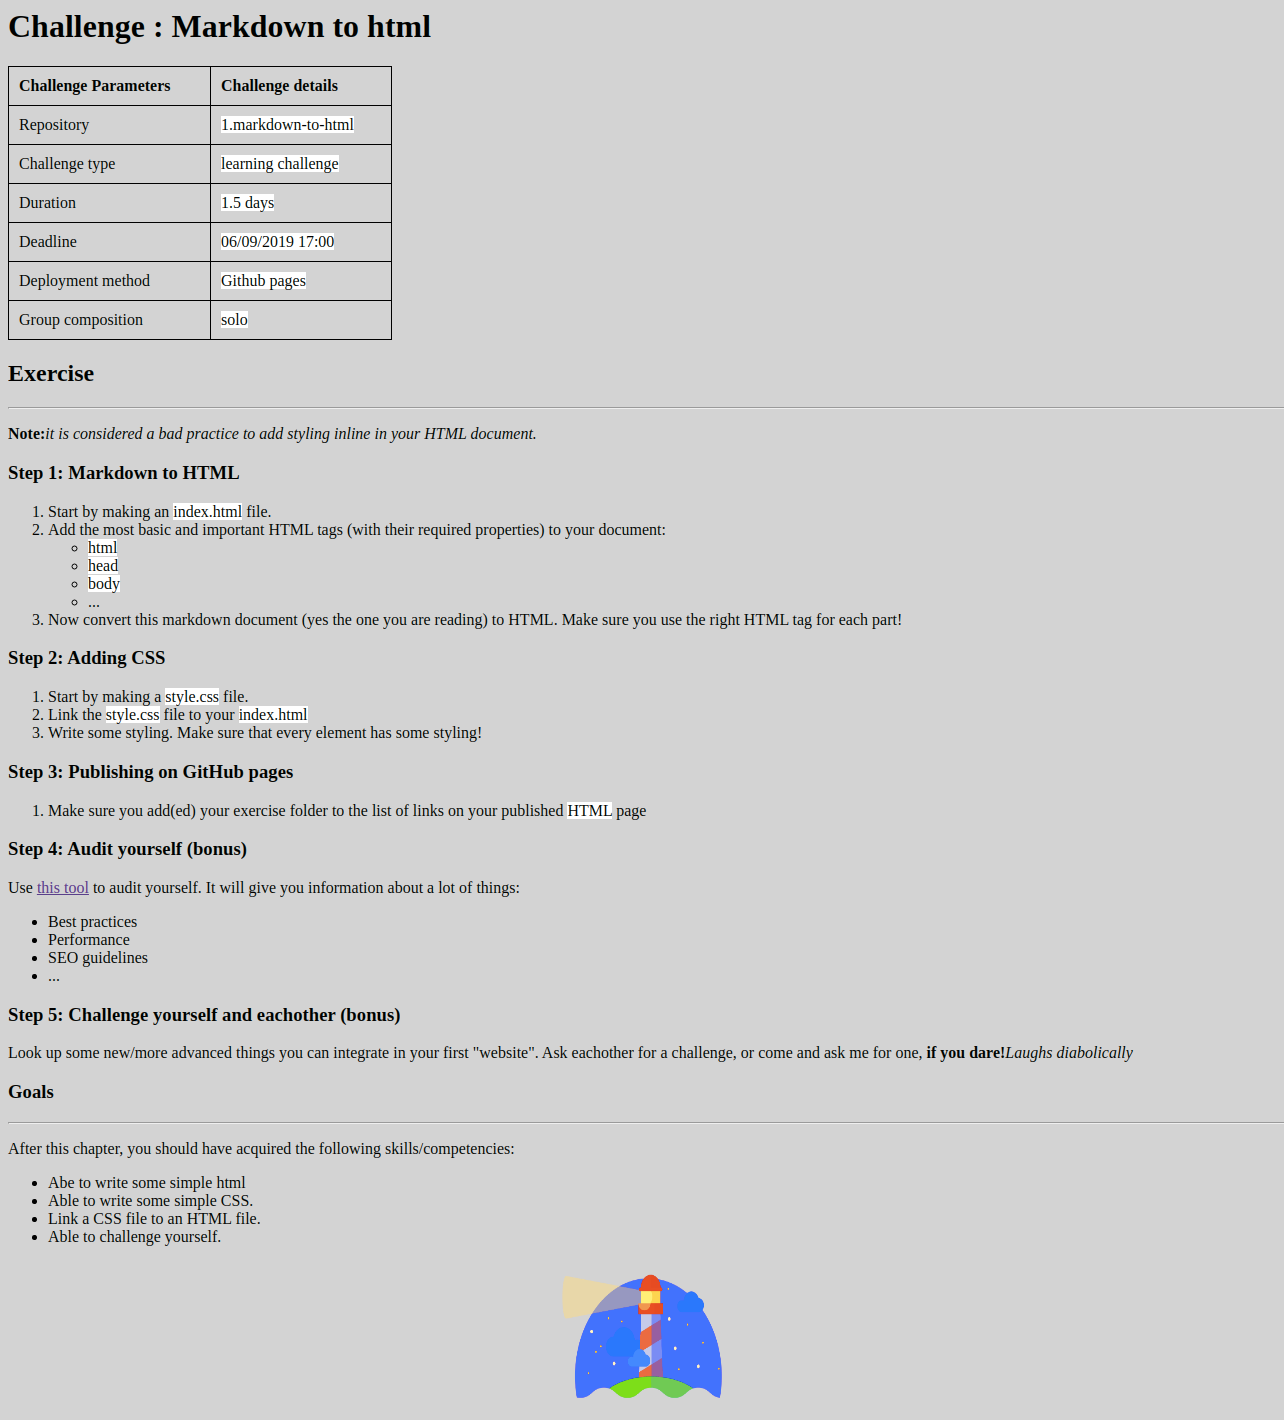 Challenge : Markdown to html
Challenge Parameters Challenge details
Repository 1.markdown-to-html
Challenge type learning challenge
Duration 1.5 days
Deadline 06/09/2019 17:00
Deployment method Github pages
Group composition solo
Exercise
Note:it is considered a bad practice to add styling inline in your HTML document.
Step 1: Markdown to HTML
1. Start by making an index.html file.
2. Add the most basic and important HTML tags (with their required properties) to your document:
html
head
body
...
3. Now convert this markdown document (yes the one you are reading) to HTML. Make sure you use the right HTML tag for each part!
Step 2: Adding CSS
1. Start by making a style.css file.
2. Link the style.css file to your index.html
3. Write some styling. Make sure that every element has some styling!
Step 3: Publishing on GitHub pages
1. Make sure you add(ed) your exercise folder to the list of links on your published HTML page
Step 4: Audit yourself (bonus)
Use this tool to audit yourself. It will give you information about a lot of things:
Best practices
Performance
SEO guidelines
...
Step 5: Challenge yourself and eachother (bonus)
Look up some new/more advanced things you can integrate in your first "website". Ask eachother for a challenge, or come and ask me for one, if you dare!Laughs diabolically
Goals
After this chapter, you should have acquired the following skills/competencies:
Abe to write some simple html
Able to write some simple CSS.
Link a CSS file to an HTML file.
Able to challenge yourself.